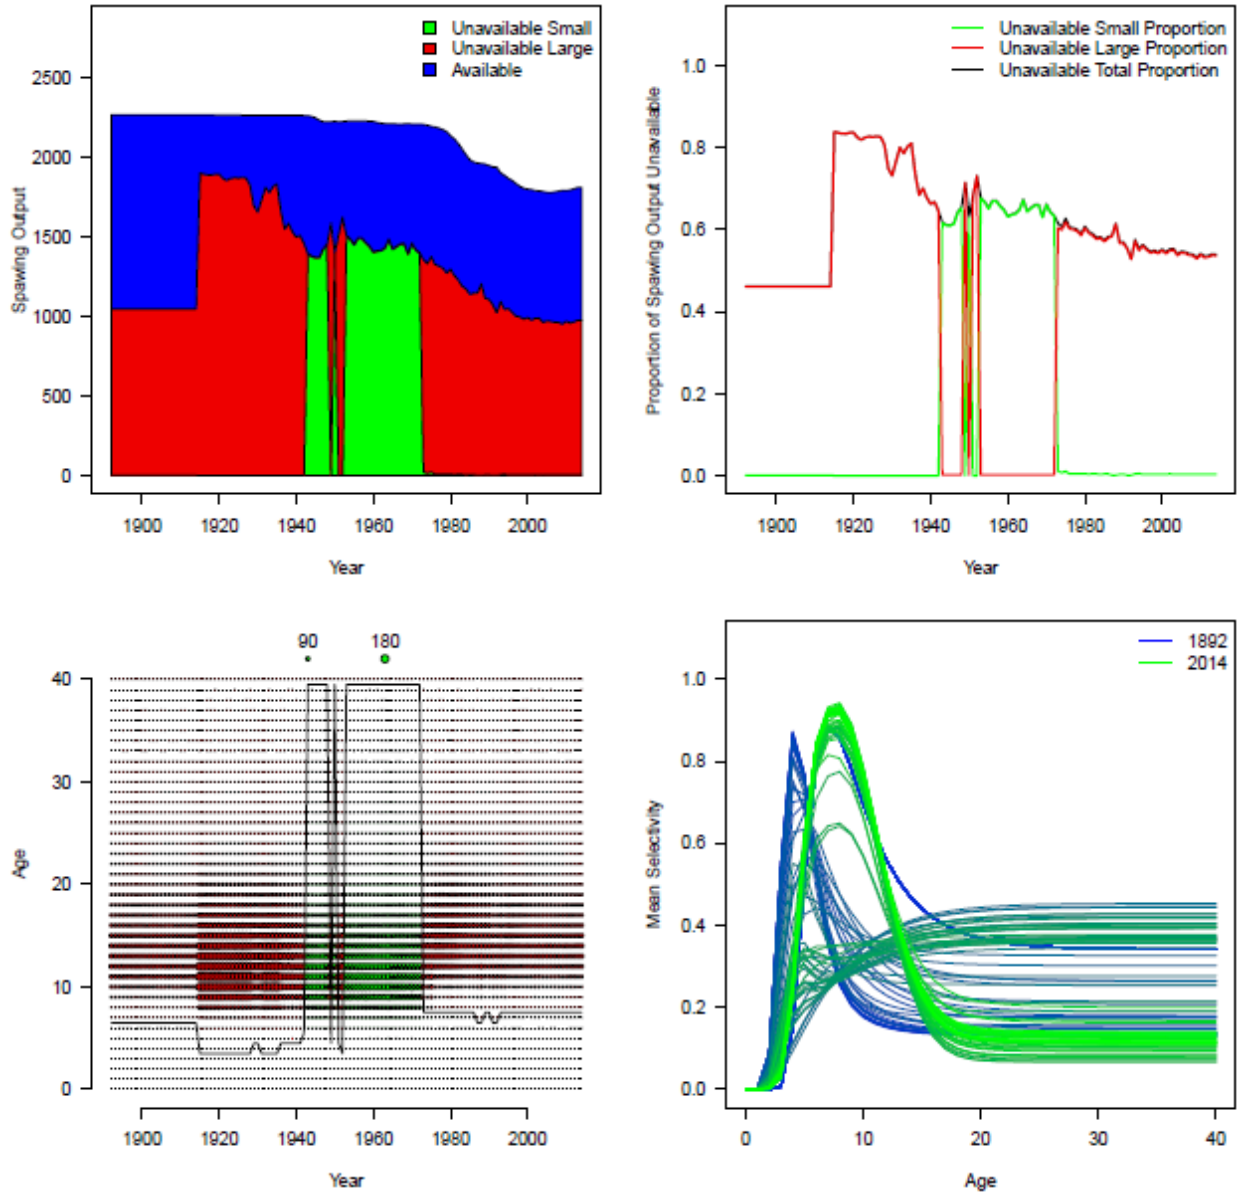 Unavailable Small
Unavailable Large
Available
2500
2000
1500
1000
500
0
Spawing Output
1900 1920 1940 1960 1980 2000
Year
Unavailable Small Proportion
Unavailable Large Proportion
Unavailable Total Proportion
1.0
0.8
0.6
0.4
0.2
0.0
Proportion of Spawing Output Unavailable
1900 1920 1940 1960 1980 2000
Year
90 180
40
30
20
10
0
Age
1900 1920 1940 1960 1980 2000
Year
1892
2014
1.0
0.8
0.6
0.4
0.2
0.0
Mean Selectivity
0 10 20 30 40
Age